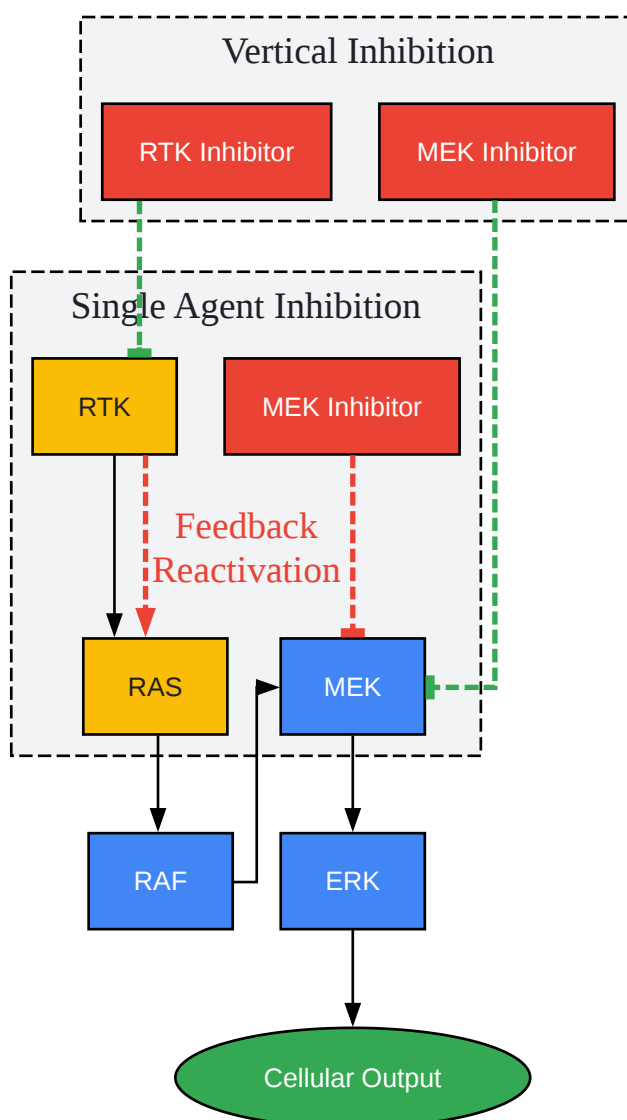 Vertical Inhibition
RTK Inhibitor
MEK Inhibitor
Single Agent Inhibition
RTK
MEK Inhibitor
Feedback
Reactivation
RAS
MEK
RAF
ERK
Cellular Output